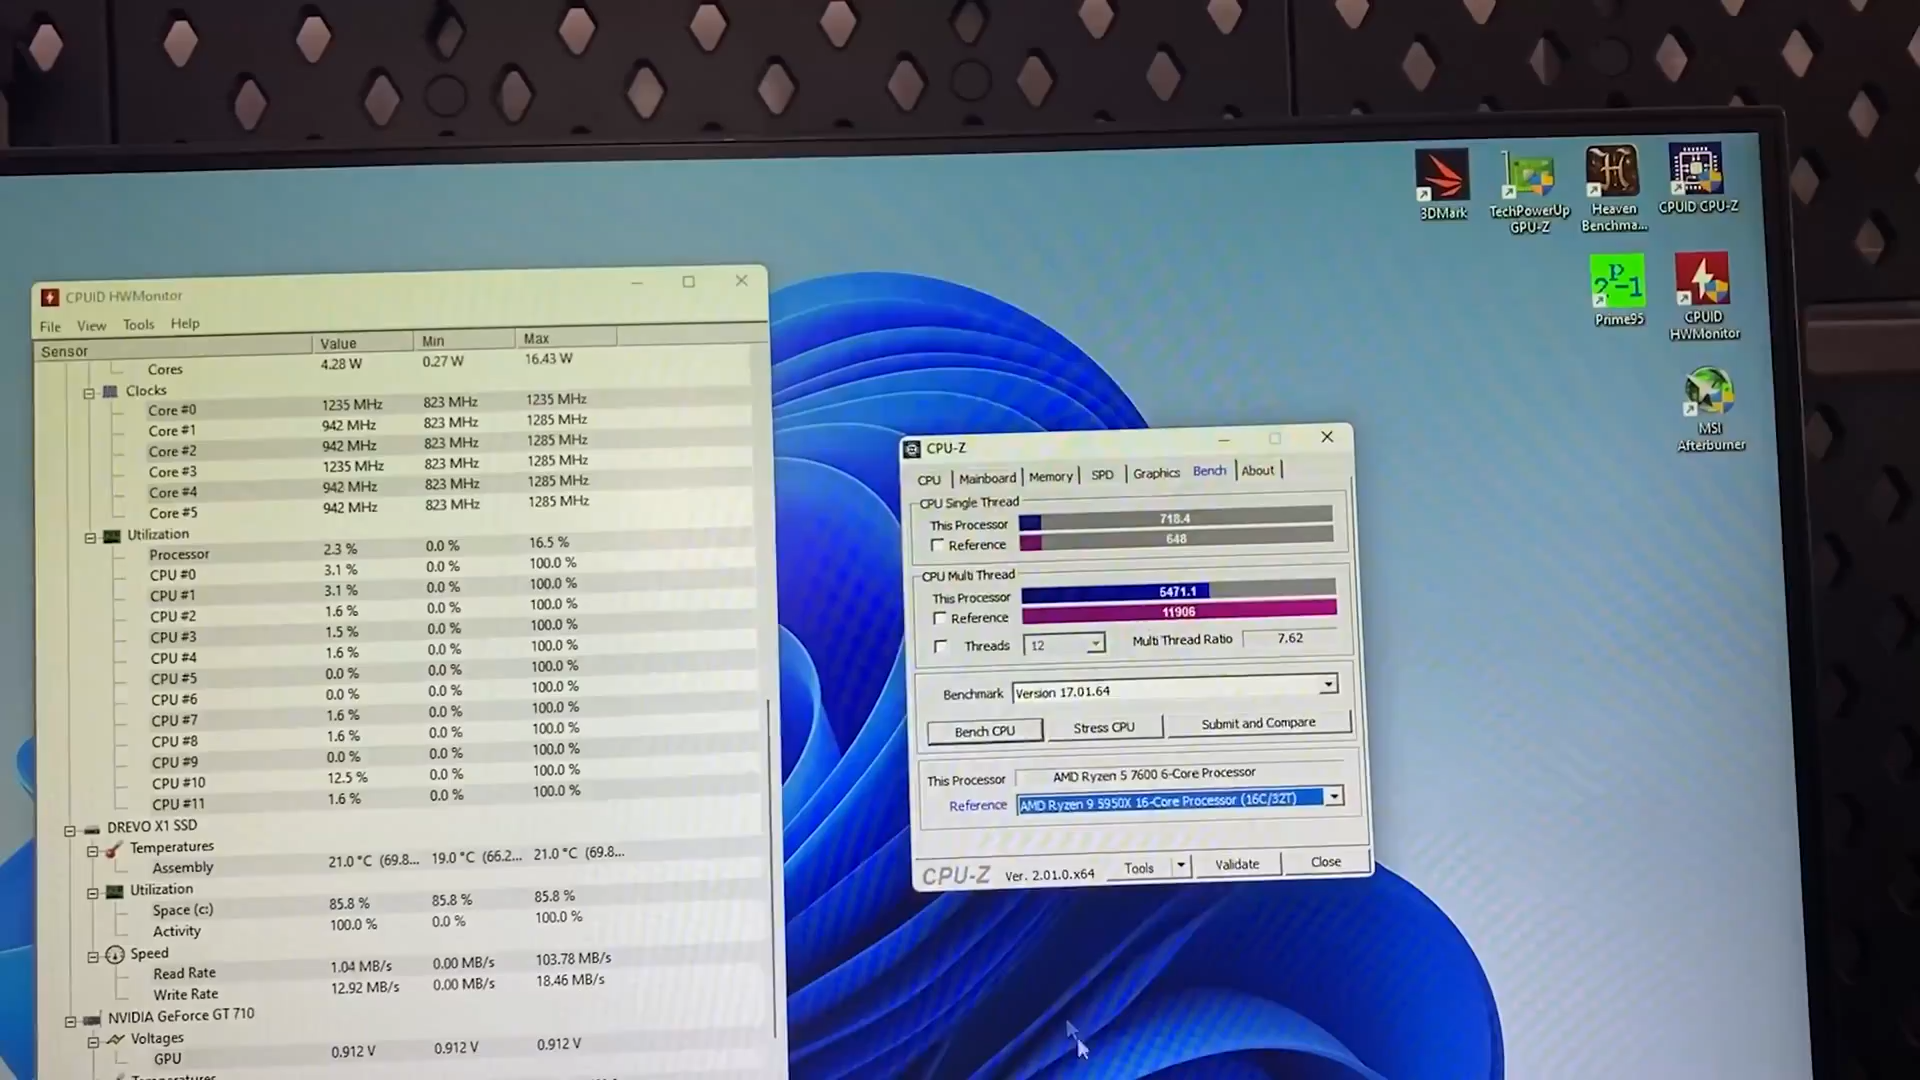 3DMark
TechPowerUp
GPU-Z
Heaven
Benchma...
CPUID CPU-Z
Prime95
CPUID
HWMonitor
MSI
Afterburner
CPUID HWMonitor
File View Tools Help
Sensor Value Min Max
Cores 4.28 W 0.27 W 16.43 W
Clocks
Core #0 1235 MHz 823 MHz 1235 MHz
Core #1 942 MHz 823 MHz 1285 MHz
Core #2 942 MHz 823 MHz 1285 MHz
Core #3 1235 MHz 823 MHz 1285 MHz
Core #4 942 MHz 823 MHz 1285 MHz
Core #5 942 MHz 823 MHz 1285 MHz
Utilization
Processor 2.3 % 0.0 % 16.5 %
CPU #0 3.1 % 0.0 % 100.0 %
CPU #1 3.1 % 0.0 % 100.0 %
CPU #2 1.6 % 0.0 % 100.0 %
CPU #3 1.5 % 0.0 % 100.0 %
CPU #4 1.6 % 0.0 % 100.0 %
CPU #5 0.0 % 0.0 % 100.0 %
CPU #6 0.0 % 0.0 % 100.0 %
CPU #7 1.6 % 0.0 % 100.0 %
CPU #8 1.6 % 0.0 % 100.0 %
CPU #9 0.0 % 0.0 % 100.0 %
CPU #10 12.5 % 0.0 % 100.0 %
CPU #11 1.6 % 0.0 % 100.0 %
DREVO X1 SSD
Temperatures
Assembly 21.0 °C (69.8... 19.0 °C (66.2... 21.0 °C (69.8...
Utilization
Space (c:) 85.8 % 85.8 % 85.8 %
Activity 100.0 % 0.0 % 100.0 %
Speed
Read Rate 1.04 MB/s 0.00 MB/s 103.78 MB/s
Write Rate 12.92 MB/s 0.00 MB/s 18.46 MB/s
NVIDIA GeForce GT 710
Voltages
GPU 0.912 V 0.912 V 0.912 V
Temperatures
CPU-Z
CPU Mainboard Memory SPD Graphics Bench About
CPU Single Thread
This Processor 718.4
Reference 648
CPU Multi Thread
This Processor 5471.1
Reference 11906
Threads 12 Multi Thread Ratio 7.62
Benchmark Version 17.01.64
Bench CPU Stress CPU Submit and Compare
This Processor AMD Ryzen 5 7600 6-Core Processor
Reference AMD Ryzen 9 5950X 16-Core Processor (16C/32T)
CPU-Z Ver. 2.01.0.x64 Tools Validate Close